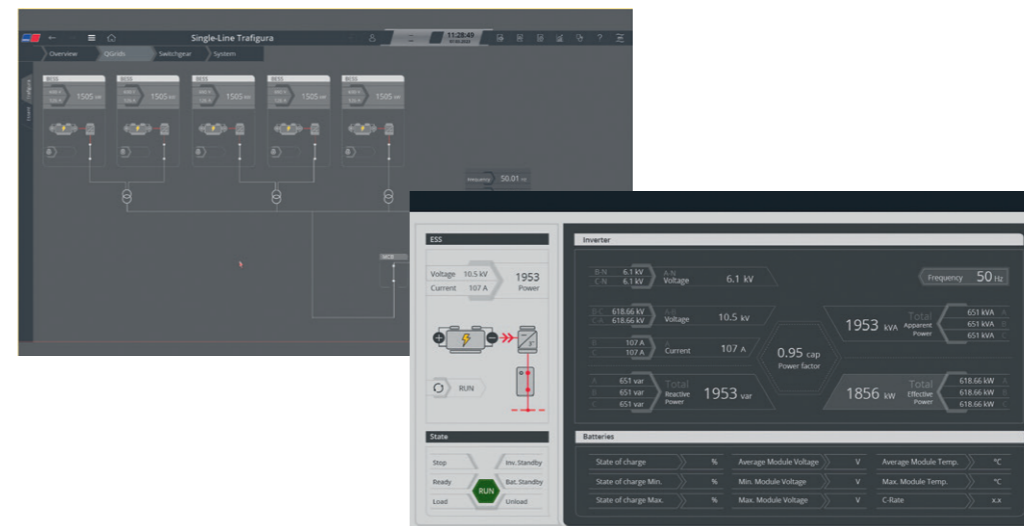 Single-Line Trafigura
11:28:49
Overview
QGrids
Switchgear
System
BESS
1505 kW
BESS
1505 kW
BESS
1505 kW
BESS
1505 kW
BESS
1505 kW
Frequency 50.01 Hz
ESS
Voltage 10.5 kV
Current 107 A
1953
Power
RUN
State
Stop
Inv. Standby
Ready
Bat. Standby
RUN
Load
Unload
Inverter
B-N 6.1 kV
C-N 6.1 kV
A-N
Voltage
6.1 kV
Frequency 50 Hz
B-C 618.66 kV
C-A 618.66 kV
A-B
Voltage
10.5 kV
B 107 A
C 107 A
A
Current
107 A
A 651 var
B 651 var
C 651 var
Total
Reactive
Power
1953 var
0.95 cap
Power factor
1953 kVA
Total
Apparent
Power
651 kVA A
651 kVA B
651 kVA C
1856 kW
Total
Effective
Power
618.66 kW A
618.66 kW B
618.66 kW C
Batteries
State of charge %
Average Module Voltage V
Average Module Temp. °C
State of charge Min. %
Min. Module Voltage V
Max. Module Temp. °C
State of charge Max. %
Max. Module Voltage V
C-Rate x.x